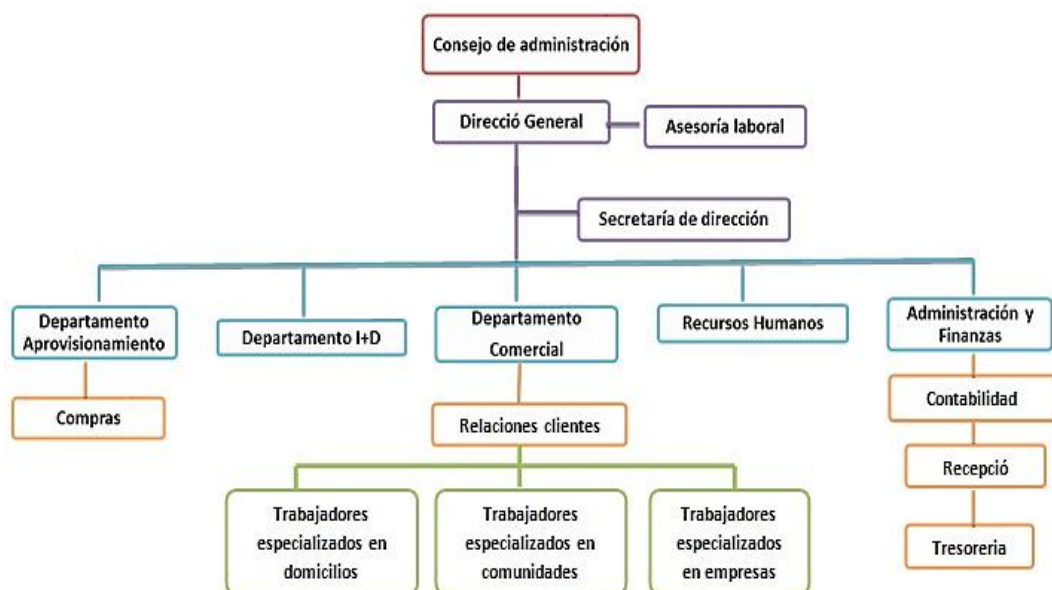 Consejo de administración
Direcció General
Asesoría laboral
Secretaría de dirección
Departamento
Aprovisionamiento
Departamento I+D
Departamento
Comercial
Recursos Humanos
Administración y
Finanzas
Compras
Relaciones clientes
Contabilidad
Recepció
Tresoreria
Trabajadores
especializados en
domicilios
Trabajadores
especializados en
comunidades
Trabajadores
especializados
en empresas